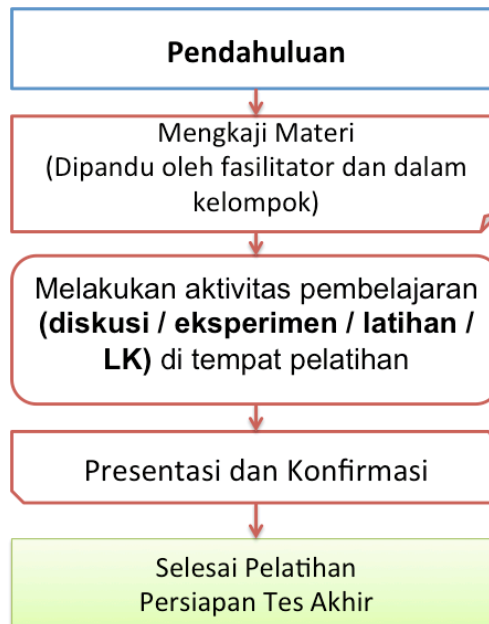 Pendahuluan
Mengkaji Materi
(Dipandu oleh fasilitator dan dalam
kelompok)
Melakukan aktivitas pembelajaran
(diskusi / eksperimen / latihan /
LK) di tempat pelatihan
Presentasi dan Konfirmasi
Selesai Pelatihan
Persiapan Tes Akhir